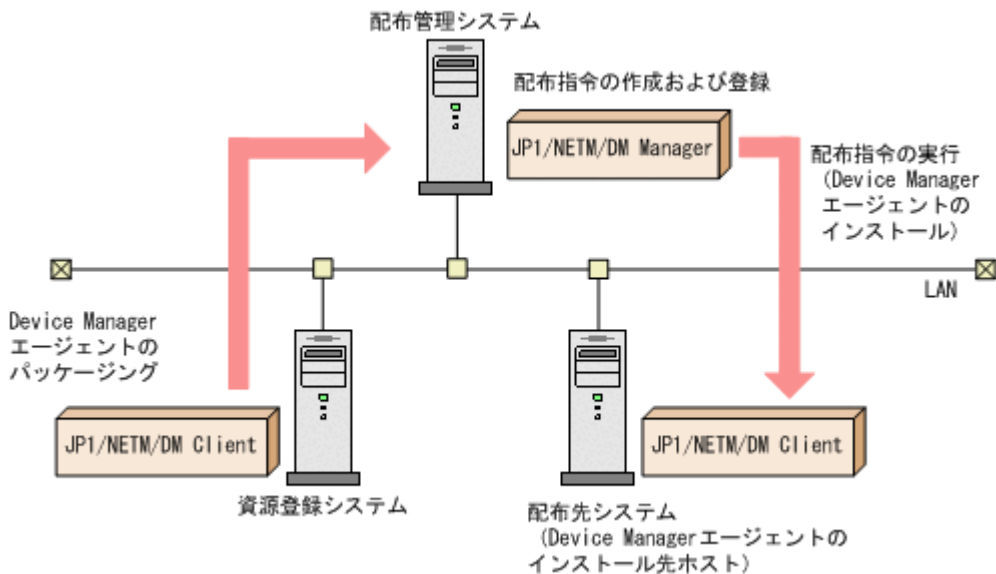 配布管理システム
配布指令の作成および登録
JP1/NETM/DM Manager
配布指令の実行
（Device Manager
エージェントの
インストール）
LAN
Device Manager
エージェントの
パッケージング
JP1/NETM/DM Client
資源登録システム
JP1/NETM/DM Client
配布先システム
（Device Managerエージェントの
インストール先ホスト）